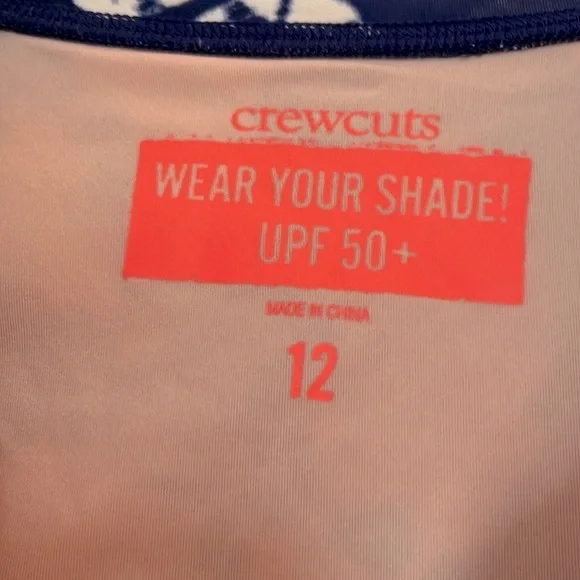 crewcuts
WEAR YOUR SHADE!
UPF 50+
MADE IN CHINA
12